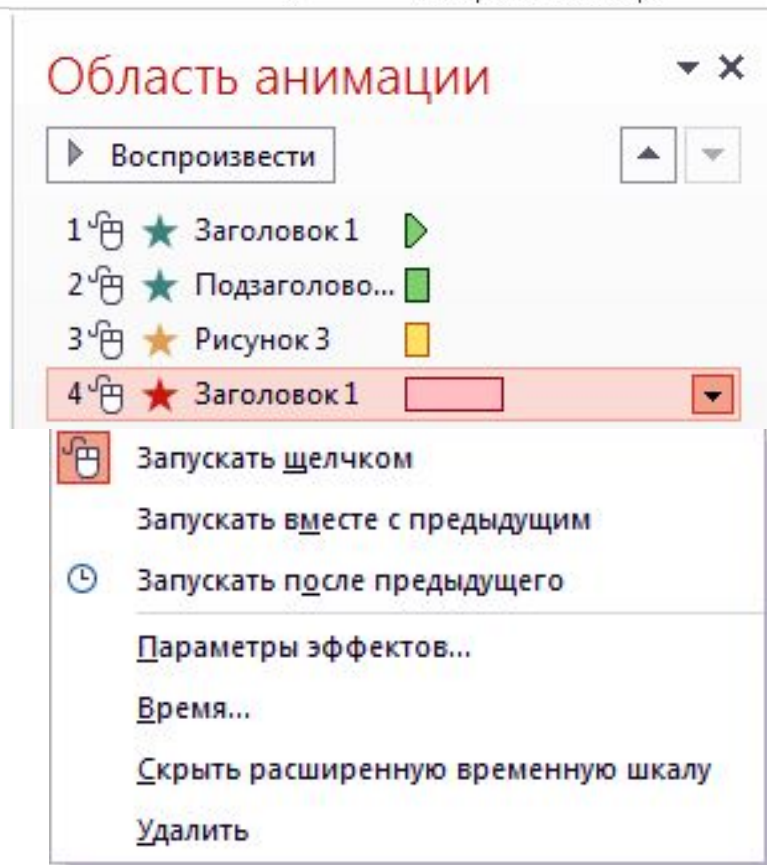 Область анимации
Воспроизвести
1 Заголовок 1
2 Подзаголово...
3 Рисунок 3
4 Заголовок 1
Запускать щелчком
Запускать вместе с предыдущим
Запускать после предыдущего
Параметры эффектов...
Время...
Скрыть расширенную временную шкалу
Удалить